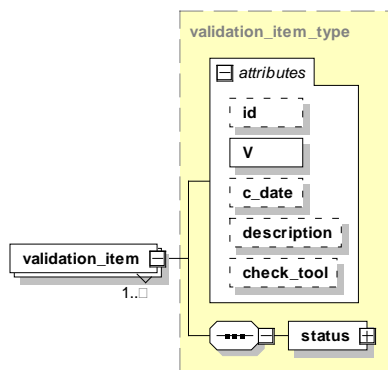 validation_item_type
attributes
id
V
c_date
description
check_tool
validation_item
1..
status